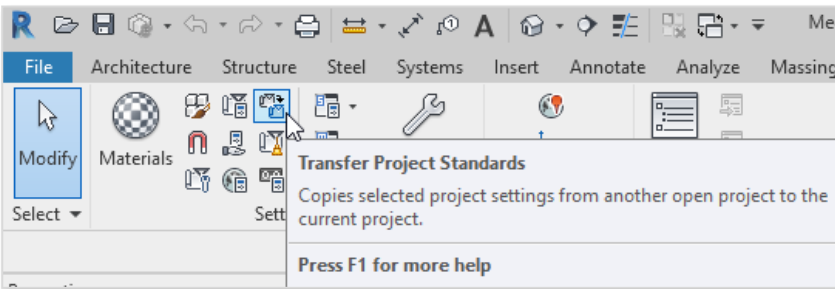 R A Me
File Architecture Structure Steel Systems Insert Annotate Analyze Massing
Modify Materials
Select Sett
Transfer Project Standards
Copies selected project settings from another open project to the
current project.
Press F1 for more help